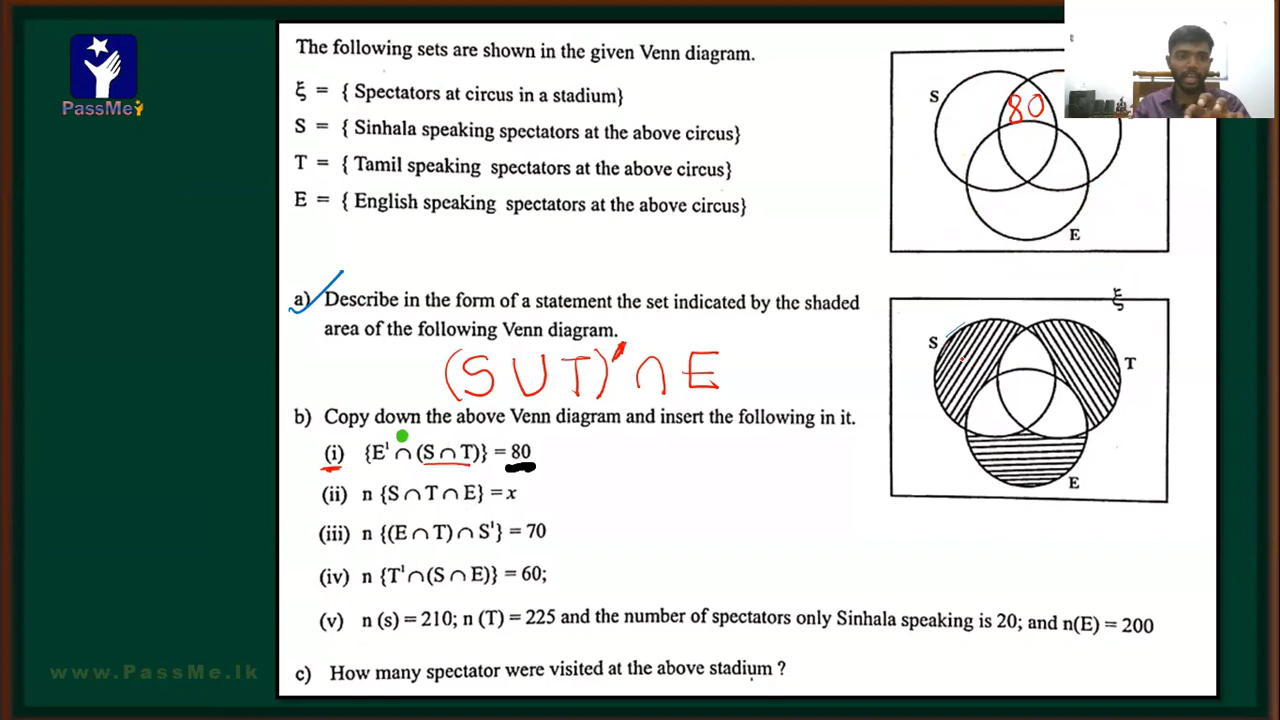 PassMe
The following sets are shown in the given Venn diagram.
ξ = { Spectators at circus in a stadium}
S = { Sinhala speaking spectators at the above circus}
T = { Tamil speaking spectators at the above circus}
E = { English speaking spectators at the above circus}
S
80
E
a) Describe in the form of a statement the set indicated by the shaded
area of the following Venn diagram.
(S ∪ T)' ∩ E
ξ
S
T
E
b) Copy down the above Venn diagram and insert the following in it.
(i) {E' ∩ (S ∩ T)} = 80
(ii) n {S ∩ T ∩ E} = x
(iii) n {(E ∩ T) ∩ S'} = 70
(iv) n {T' ∩ (S ∩ E)} = 60;
(v) n (s) = 210; n (T) = 225 and the number of spectators only Sinhala speaking is 20; and n(E) = 200
c) How many spectator were visited at the above stadium ?
www.PassMe.lk